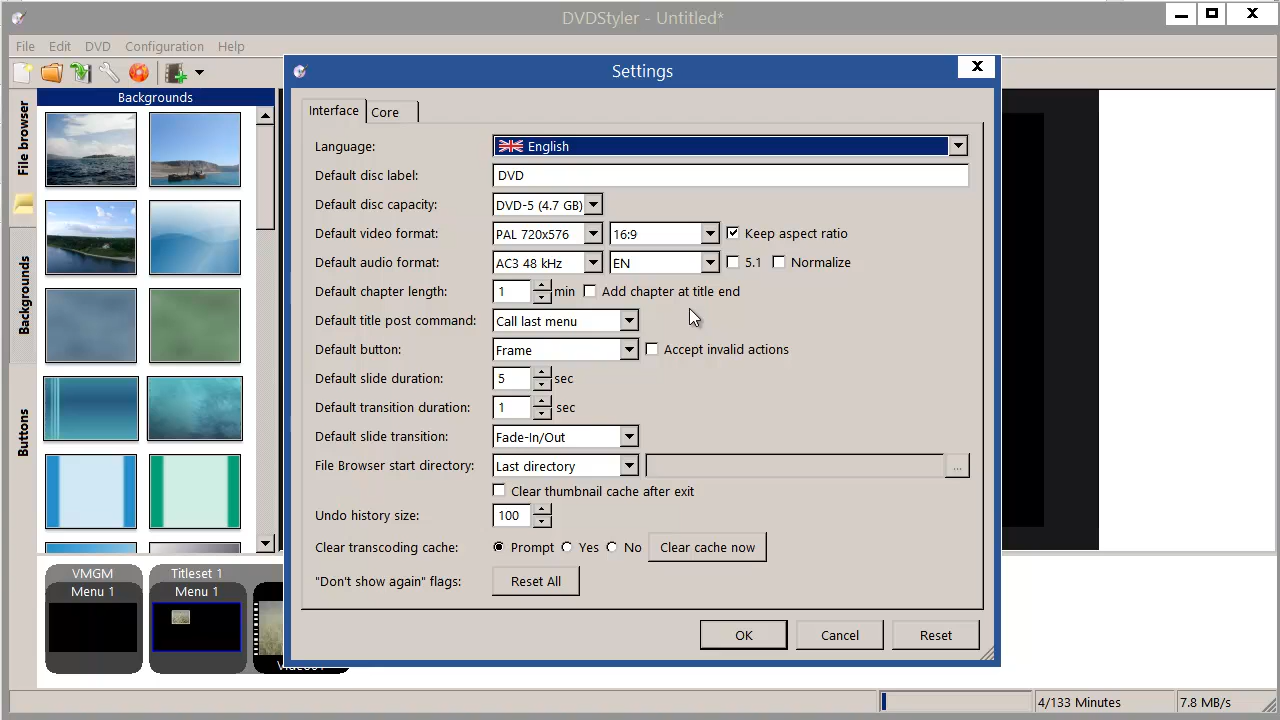 DVDStyler - Untitled*
File Edit DVD Configuration Help
File browser
Backgrounds
Buttons
Backgrounds
Settings
Interface Core
Language: English
Default disc label: DVD
Default disc capacity: DVD-5 (4.7 GB)
Default video format: PAL 720x576 16:9 Keep aspect ratio
Default audio format: AC3 48 kHz EN 5.1 Normalize
Default chapter length: 1 min Add chapter at title end
Default title post command: Call last menu
Default button: Frame Accept invalid actions
Default slide duration: 5 sec
Default transition duration: 1 sec
Default slide transition: Fade-In/Out
File Browser start directory: Last directory ...
Clear thumbnail cache after exit
Undo history size: 100
Clear transcoding cache: Prompt Yes No Clear cache now
"Don't show again" flags: Reset All
OK Cancel Reset
VMGM Titleset 1
Menu 1 Menu 1
4/133 Minutes 7.8 MB/s